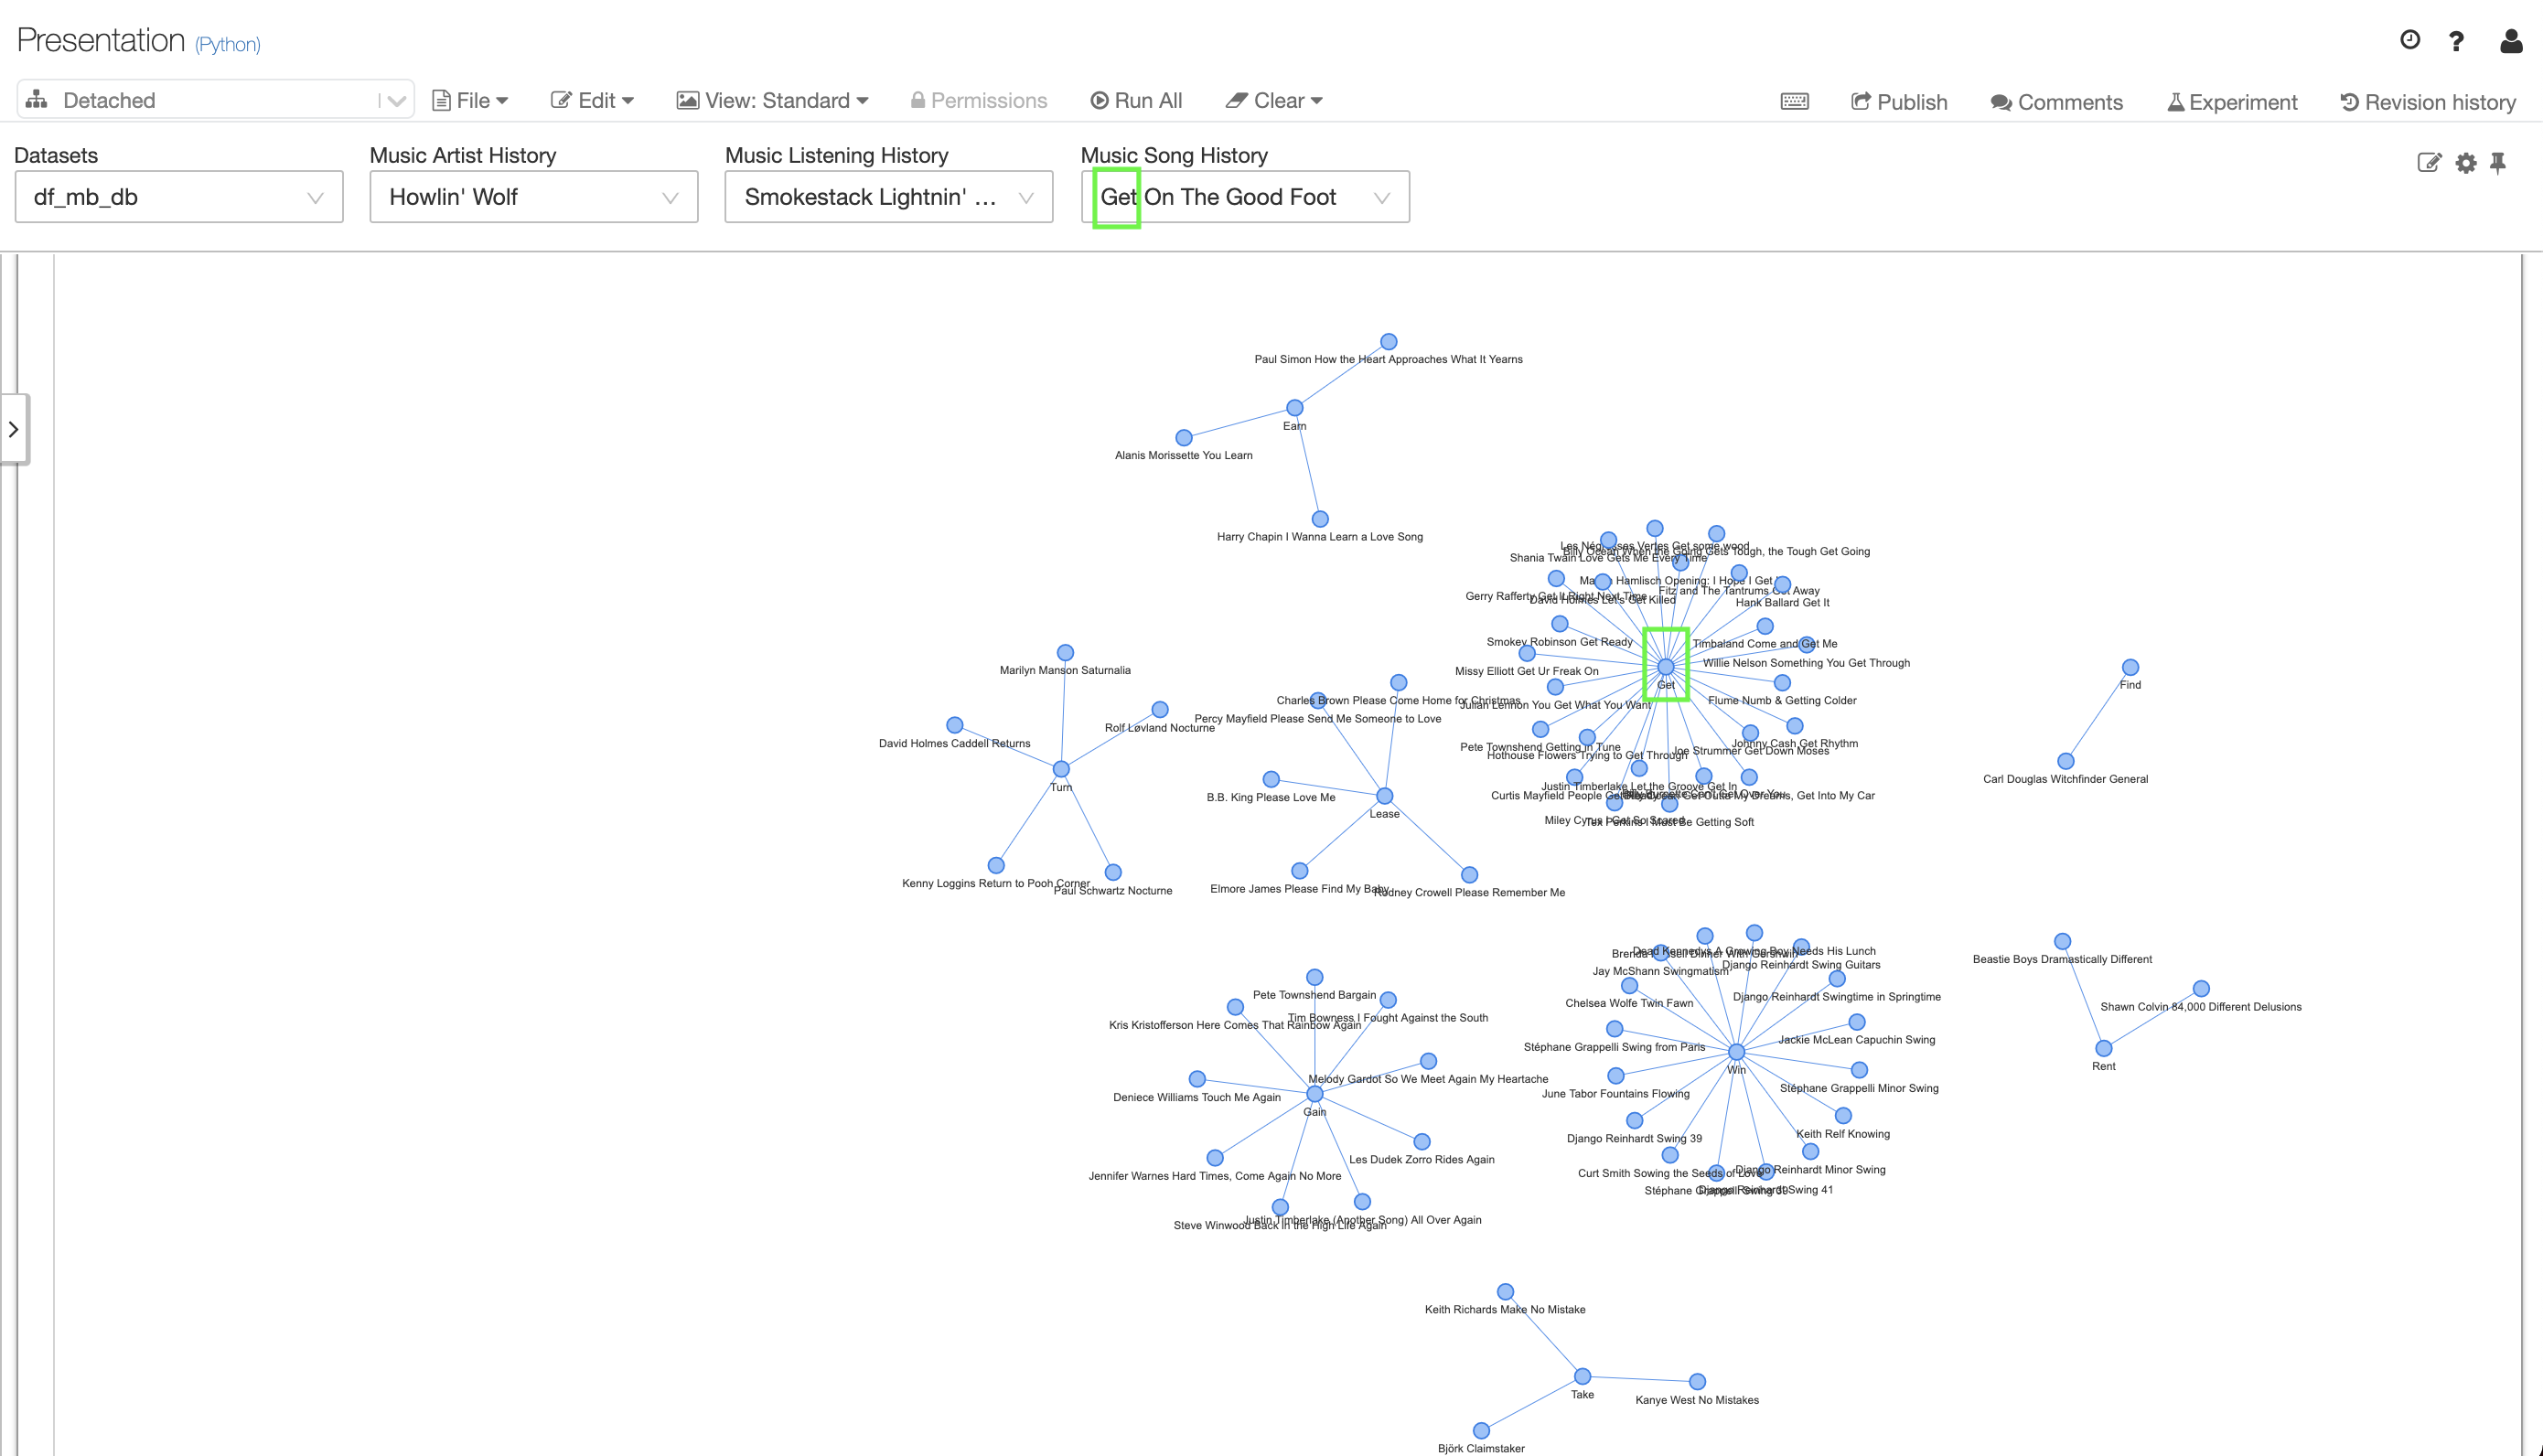 Presentation (Python)
Detached
File
Edit
View: Standard
Permissions
Run All
Clear
Publish
Comments
Experiment
Revision history
Datasets
Music Artist History
Music Listening History
Music Song History
df_mb_db
Howlin' Wolf
Smokestack Lightnin' ...
Get On The Good Foot
Paul Simon How the Heart Approaches What It Yearns
Earn
Alanis Morissette You Learn
Harry Chapin I Wanna Learn a Love Song
Get some wood
Billy Ocean When the Going Gets Tough, the Tough Get Going
Shania Twain Love Gets Me Every Time
Hamlisch Opening: I Hope I Get
Fitz and The Tantrums Away
Gerry Rafferty Get It Right Next Time
David Holmes Let's Get Killed
Hank Ballard Get It
Smokey Robinson Get Ready
Timbaland Come and Get Me
Missy Elliott Get Ur Freak On
Willie Nelson Something You Get Through
Get
Julian Lennon You Get What You Want
Flume Numb & Getting Colder
Pete Townshend Getting in Tune
Johnny Cash Get Rhythm
Joe Strummer Get Down Moses
Hothouse Flowers Trying to Get Through
Justin Timberlake Let the Groove Get In
Curtis Mayfield People Get
My Dreams, Get Into My Car
Miley Cyrus I Get So Scared
Tex Perkins I Must Be Getting Soft
Marilyn Manson Saturnalia
Rolf Løvland Nocturne
David Holmes Caddell Returns
Turn
Kenny Loggins Return to Pooh Corner
Paul Schwartz Nocturne
Charles Brown Please Come Home for Christmas
Percy Mayfield Please Send Me Someone to Love
B.B. King Please Love Me
Lease
Elmore James Please Find My Baby
Rodney Crowell Please Remember Me
Find
Carl Douglas Witchfinder General
Beastie Boys Dramatically Different
Shawn Colvin 84,000 Different Delusions
Rent
Pete Townshend Bargain
Tim Bowness I Fought Against the South
Kris Kristofferson Here Comes That Rainbow Again
Melody Gardot So We Meet Again My Heartache
Deniece Williams Touch Me Again
Gain
Les Dudek Zorro Rides Again
Jennifer Warnes Hard Times, Come Again No More
Justin Timberlake (Another Song) All Over Again
Steve Winwood Back in the High Life Again
Dead Kennedys A Growing Boy Needs His Lunch
Brenda Dinner With Gershwin
Django Reinhardt Swing Guitars
Jay McShann Swingmatism
Django Reinhardt Swingtime in Springtime
Chelsea Wolfe Twin Fawn
Jackie McLean Capuchin Swing
Stéphane Grappelli Swing from Paris
Win
Stéphane Grappelli Minor Swing
June Tabor Fountains Flowing
Keith Relf Knowing
Django Reinhardt Swing 39
Django Reinhardt Minor Swing
Curt Smith Sowing the Seeds of Love
Stéphane Grappelli Swing 39
Django Reinhardt Swing 41
Keith Richards Make No Mistake
Take
Kanye West No Mistakes
Björk Claimstaker